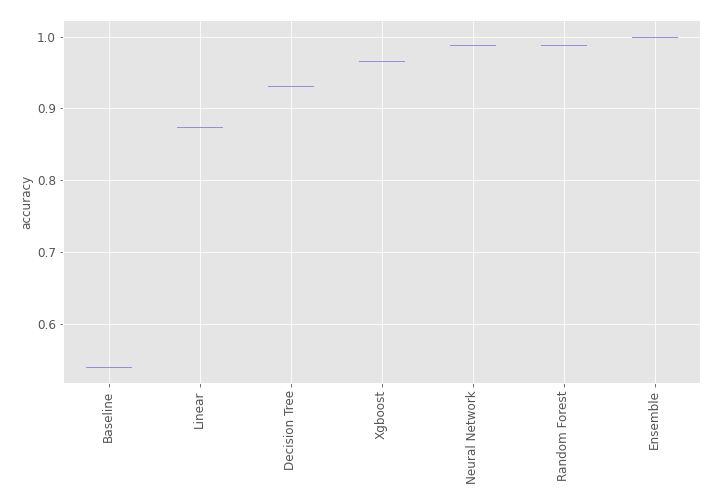 1.0
0.9
0.8
0.7
0.6
accuracy
Baseline
Linear
Decision Tree
Xgboost
Neural Network
Random Forest
Ensemble